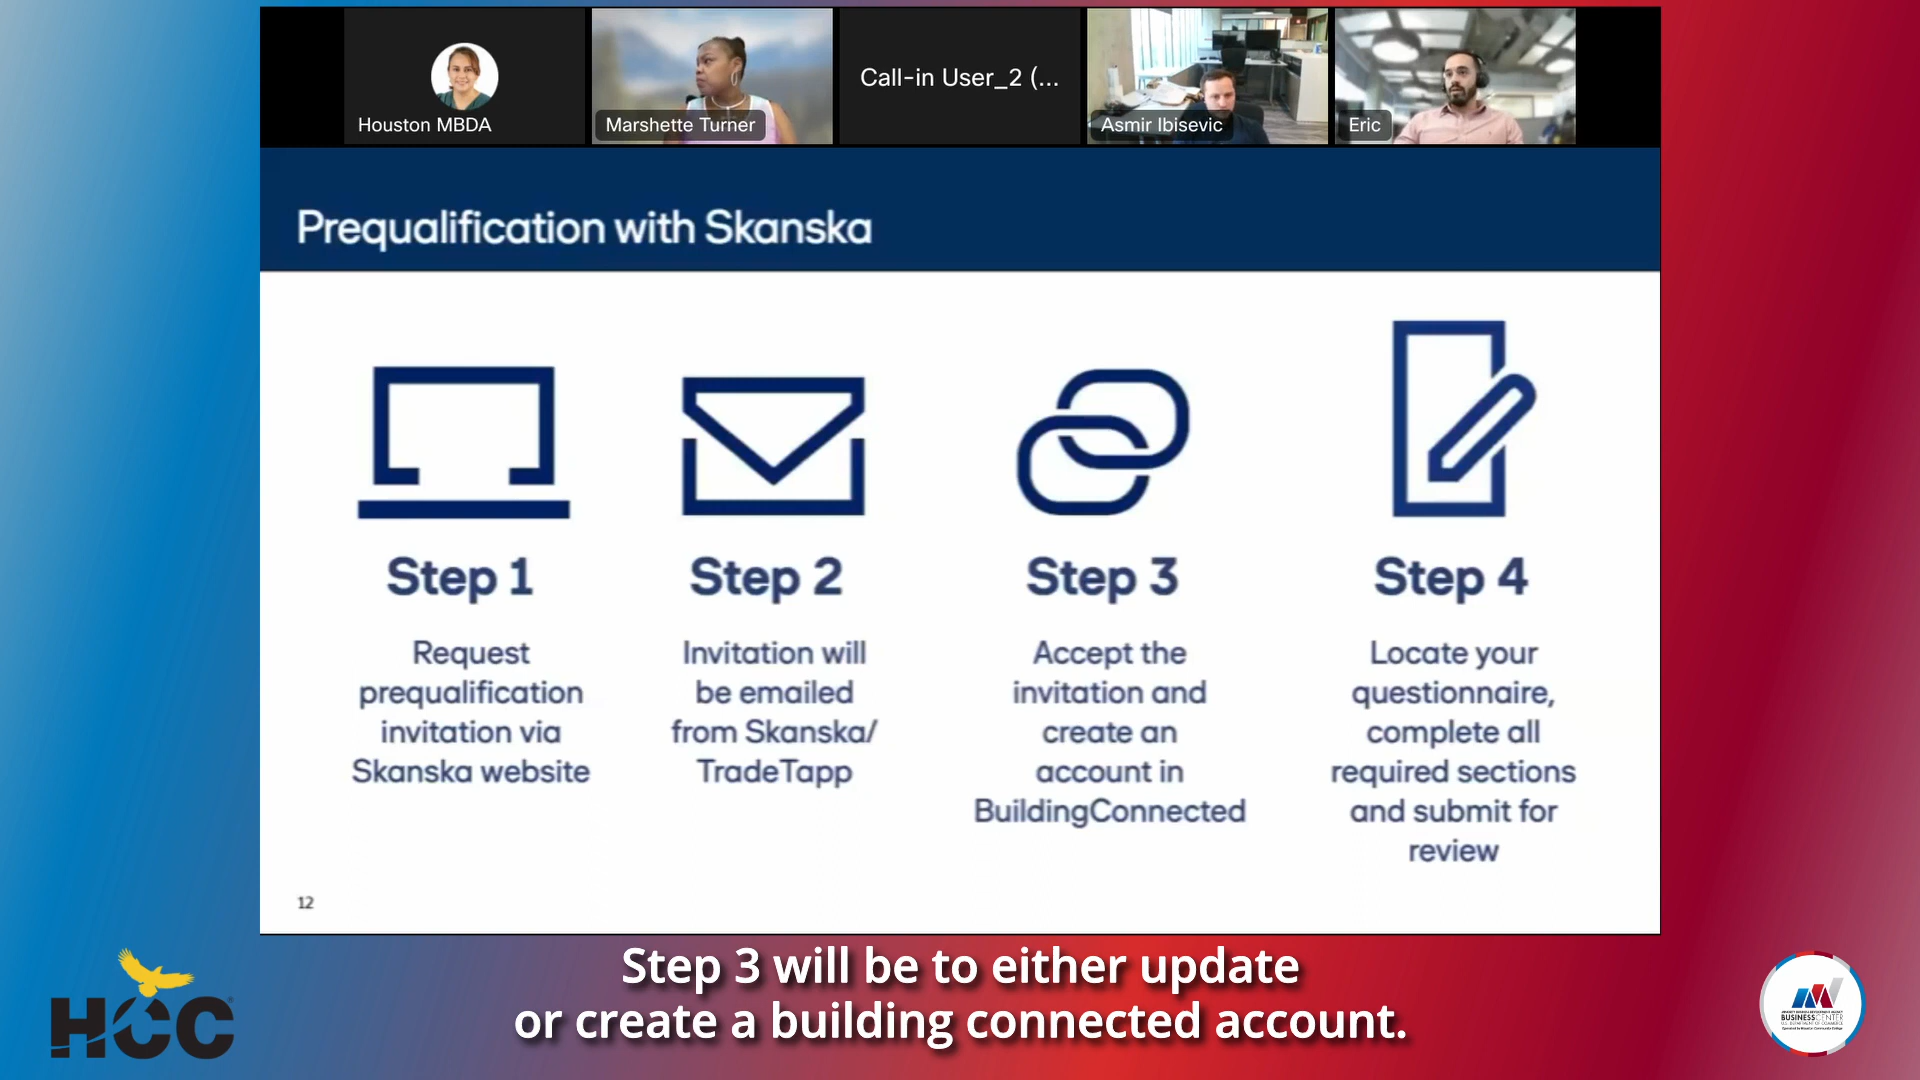 Houston MBDA
Marshette Turner
Call-in User_2 (...
Asmir Ibisevic
Eric
Prequalification with Skanska
Step 1
Request
prequalification
invitation via
Skanska website
Step 2
Invitation will
be emailed
from Skanska/
TradeTapp
Step 3
Accept the
invitation and
create an
account in
BuildingConnected
Step 4
Locate your
questionnaire,
complete all
required sections
and submit for
review
12
Step 3 will be to either update
or create a building connected account.
HCC
BUSINESS CENTER